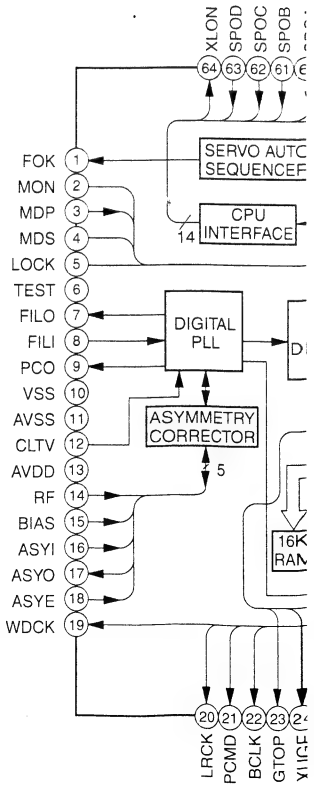 XLON
SPOD
SPOC
SPOB
64
63
62
61
FOK 1
SERVO AUTO
SEQUENCER
MON 2
MDP 3
CPU
INTERFACE
14
MDS 4
LOCK 5
TEST 6
FILO 7
DIGITAL
PLL
FILI 8
D
PCO 9
VSS 10
AVSS 11
ASYMMETRY
CORRECTOR
CLTV 12
AVDD 13
5
RF 14
BIAS 15
ASYI 16
16K
RAM
ASYO 17
ASYE 18
WDCK 19
20
21
22
23
24
LRCK
PCMD
BCLK
GTOP
XUGF